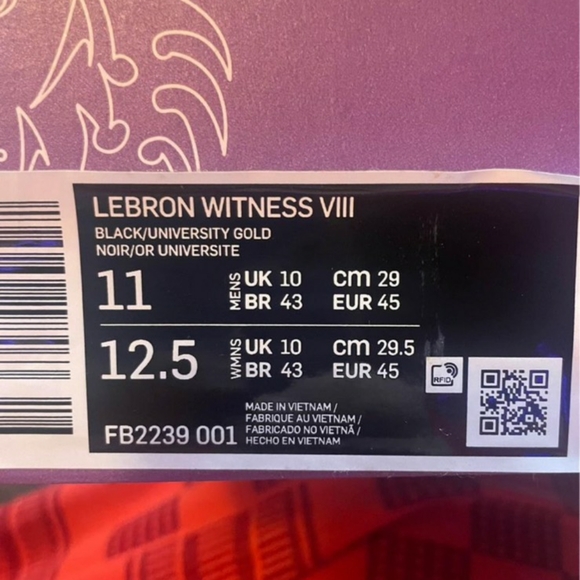 LEBRON WITNESS VIII
BLACK/UNIVERSITY GOLD
NOIR/OR UNIVERSITE
11 MENS UK 10 CM 29
BR 43 EUR 45
12.5 WMNS UK 10 CM 29.5
BR 43 EUR 45
RFID
FB2239 001
MADE IN VIETNAM /
FABRIQUE AU VIETNAM /
FABRICADO NO VIETNÃ /
HECHO EN VIETNAM